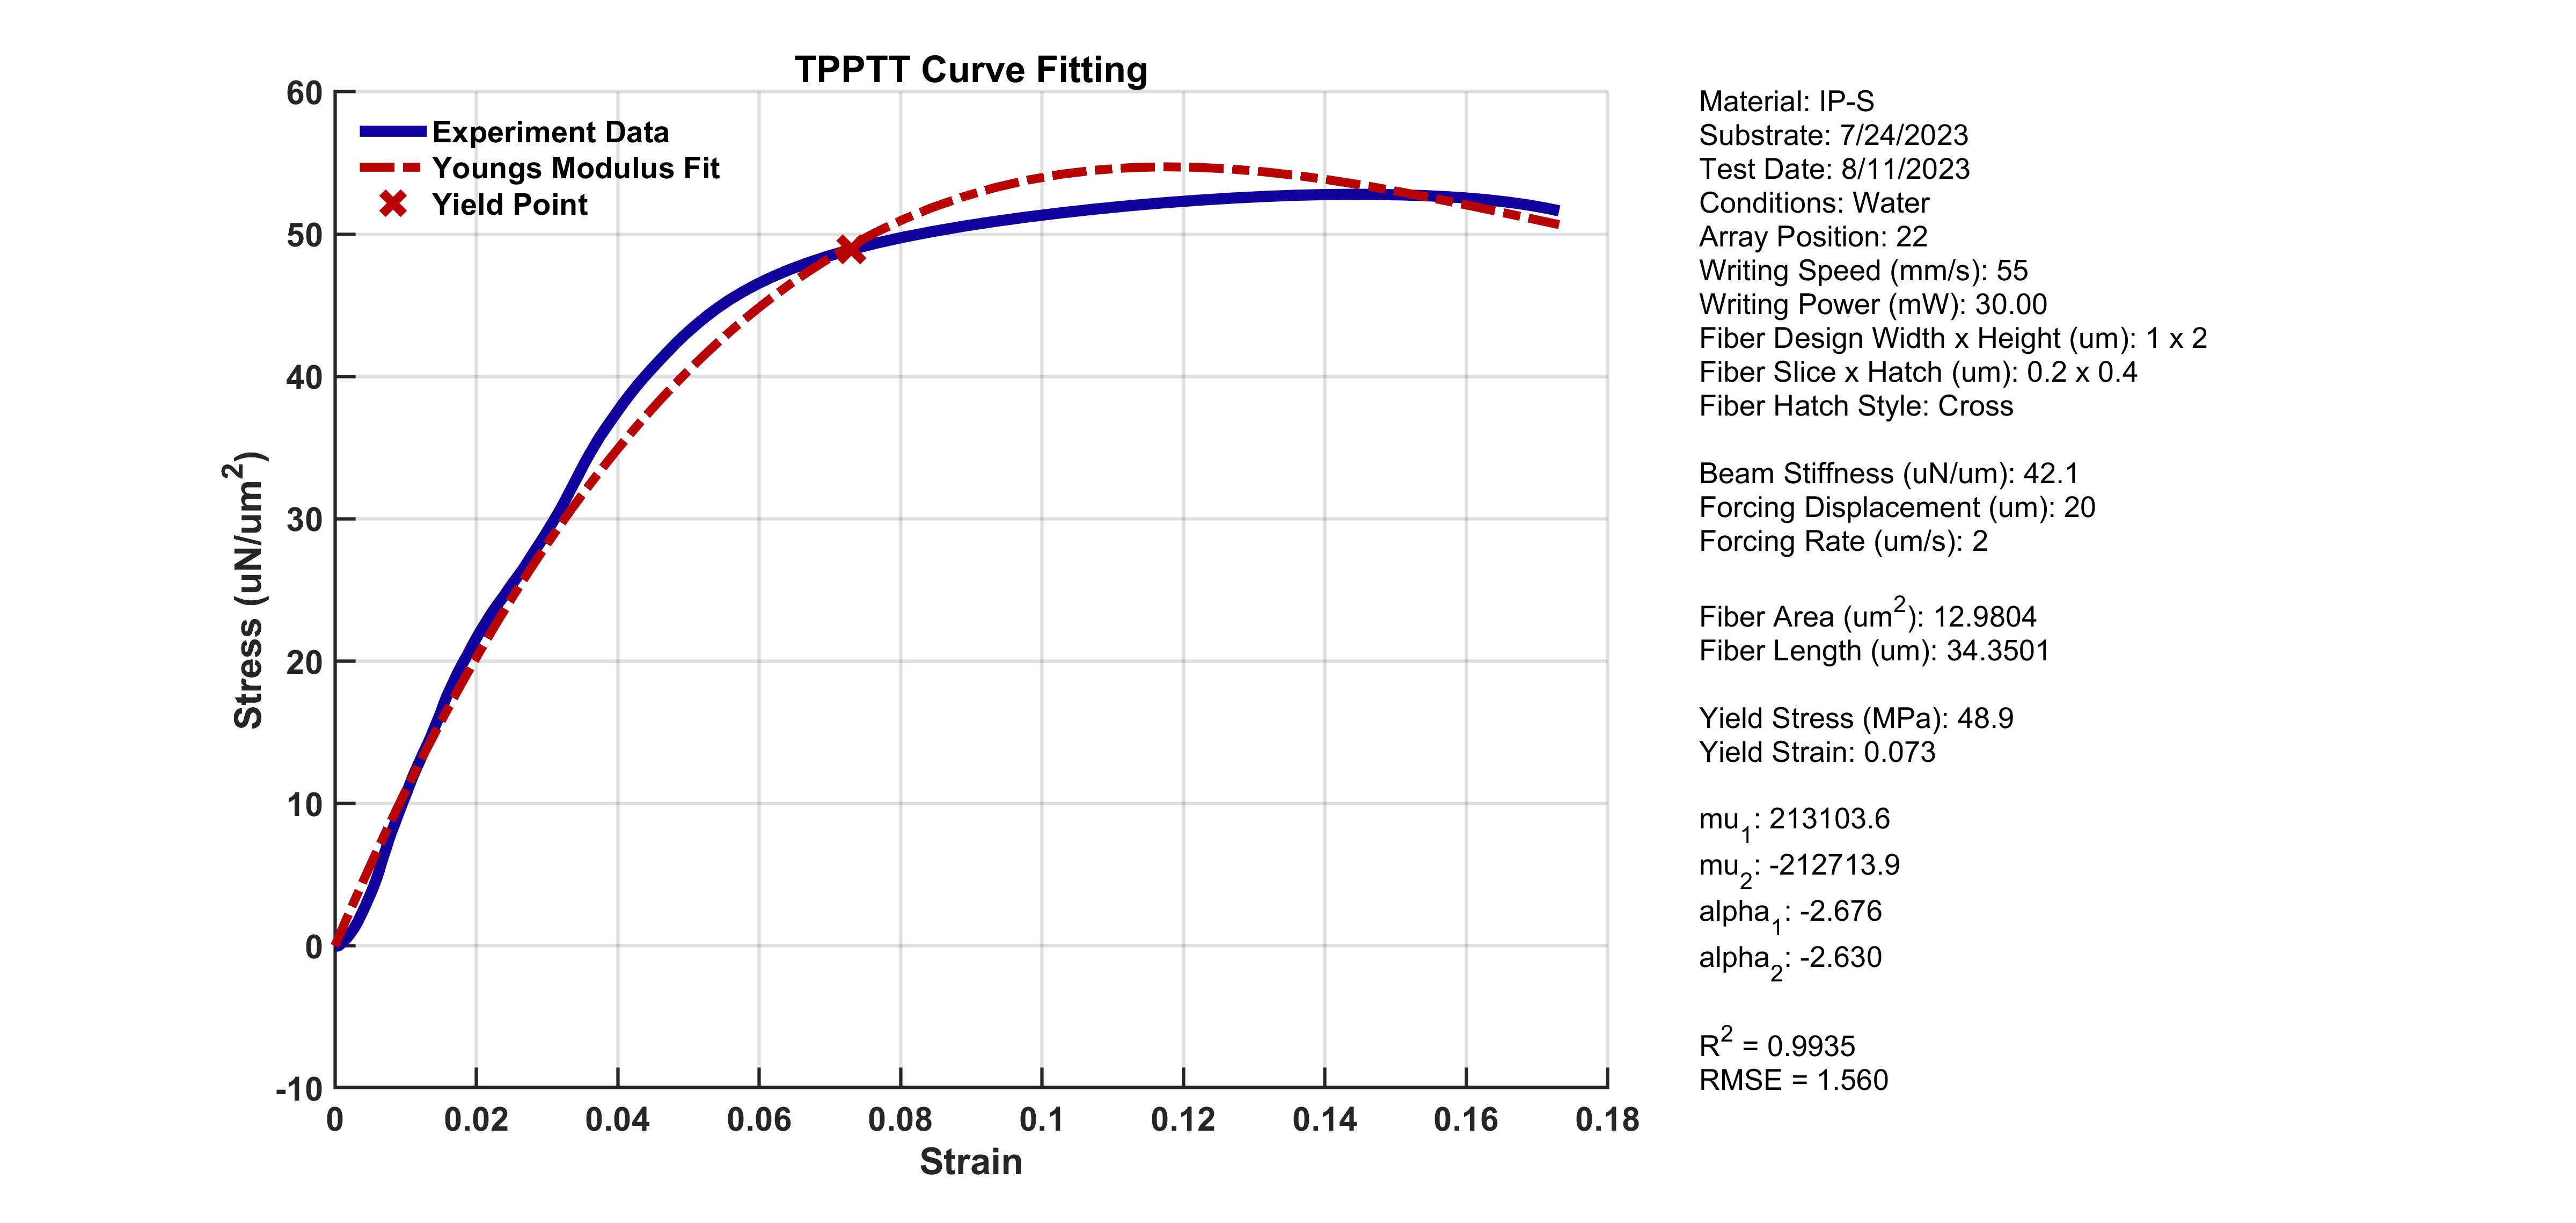 TPPTT Curve Fitting
60
50
40
30
20
10
0
-10
Stress (uN/um²)
Experiment Data
Youngs Modulus Fit
Yield Point
0 0.02 0.04 0.06 0.08 0.1 0.12 0.14 0.16 0.18
Strain
Material: IP-S
Substrate: 7/24/2023
Test Date: 8/11/2023
Conditions: Water
Array Position: 22
Writing Speed (mm/s): 55
Writing Power (mW): 30.00
Fiber Design Width x Height (um): 1 x 2
Fiber Slice x Hatch (um): 0.2 x 0.4
Fiber Hatch Style: Cross
Beam Stiffness (uN/um): 42.1
Forcing Displacement (um): 20
Forcing Rate (um/s): 2
Fiber Area (um²): 12.9804
Fiber Length (um): 34.3501
Yield Stress (MPa): 48.9
Yield Strain: 0.073
mu₁: 213103.6
mu₂: -212713.9
alpha₁: -2.676
alpha₂: -2.630
R² = 0.9935
RMSE = 1.560